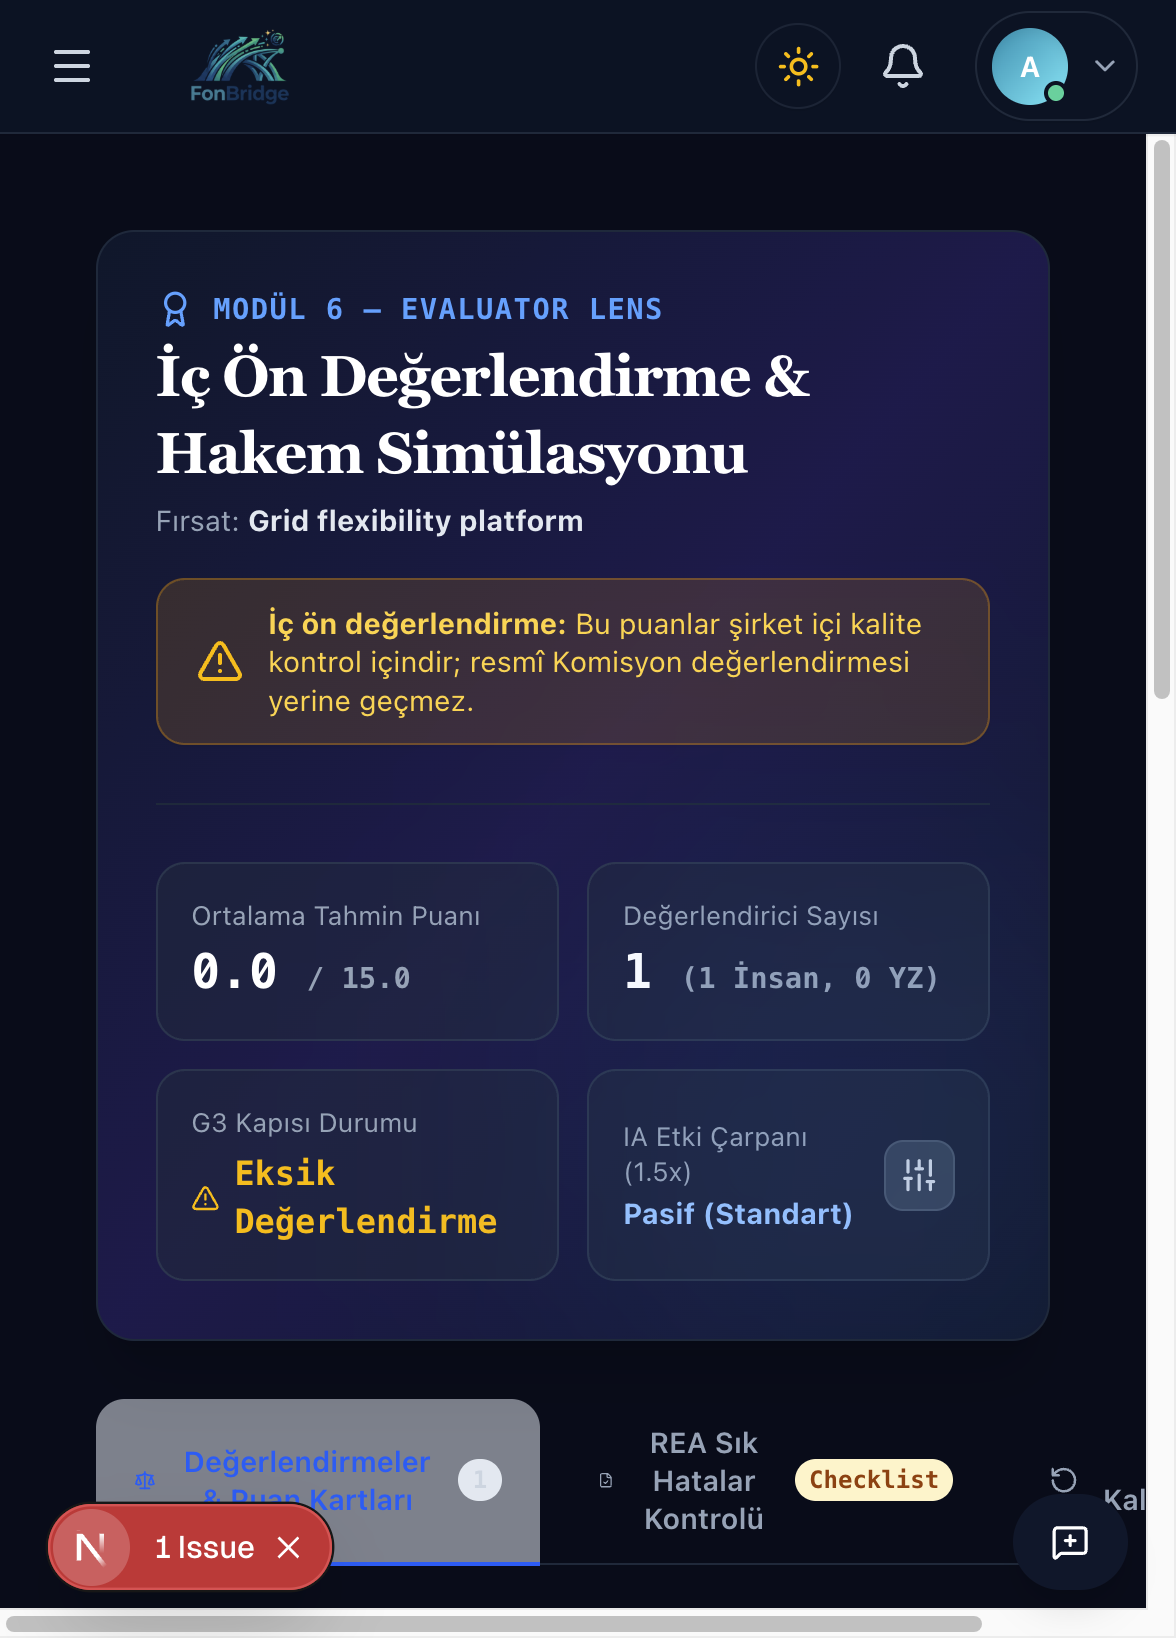 FonBridge
A
MODÜL 6 — EVALUATOR LENS
İç Ön Değerlendirme &
Hakem Simülasyonu
Fırsat: Grid flexibility platform
İç ön değerlendirme: Bu puanlar şirket içi kalite
kontrol içindir; resmî Komisyon değerlendirmesi
yerine geçmez.
Ortalama Tahmin Puanı
0.0 / 15.0
Değerlendirici Sayısı
1 (1 İnsan, 0 YZ)
G3 Kapısı Durumu
Eksik
Değerlendirme
IA Etki Çarpanı
(1.5x)
Pasif (Standart)
Değerlendirmeler
& Puan Kartları
1
REA Sık
Hatalar
Kontrolü
Checklist
Kal
N
1 Issue